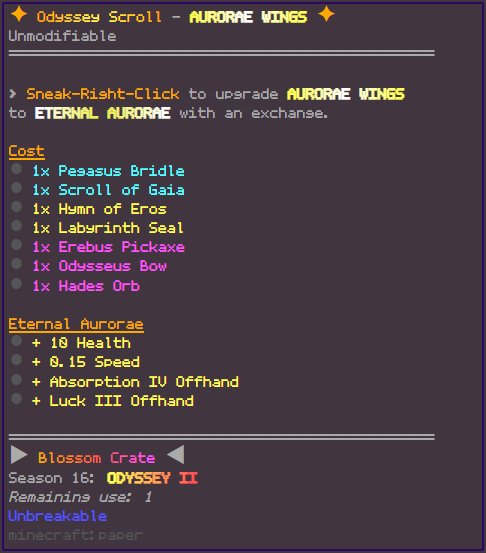 ✦ Odyssey Scroll - AURORAE WINGS ✦
Unmodifiable
› Sneak-Right-Click to upgrade AURORAE WINGS
to ETERNAL AURORAE with an exchange.
Cost
● 1x Pegasus Bridle
● 1x Scroll of Gaia
● 1x Hymn of Eros
● 1x Labyrinth Seal
● 1x Erebus Pickaxe
● 1x Odysseus Bow
● 1x Hades Orb
Eternal Aurorae
● + 10 Health
● + 0.15 Speed
● + Absorption IV Offhand
● + Luck III Offhand
▶ Blossom Crate ◀
Season 16: ODYSSEY II
Remaining use: 1
Unbreakable
minecraft:paper